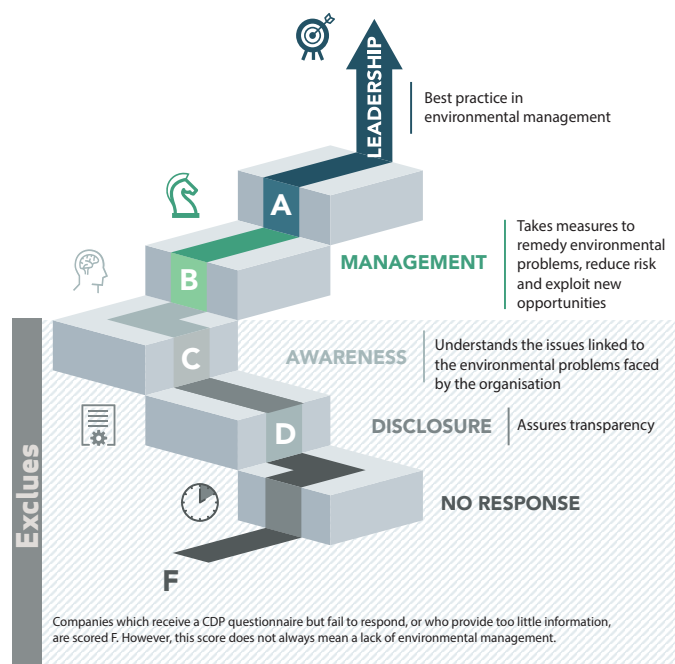 LEADERSHIP
Best practice in
environmental management
A
Takes measures to
remedy environmental
problems, reduce risk
and exploit new
opportunities
MANAGEMENT
B
Understands the issues linked to
the environmental problems faced
by the organisation
AWARENESS
C
DISCLOSURE
Assures transparency
D
Exclues
NO RESPONSE
F
Companies which receive a CDP questionnaire but fail to respond, or who provide too little information,
are scored F. However, this score does not always mean a lack of environmental management.